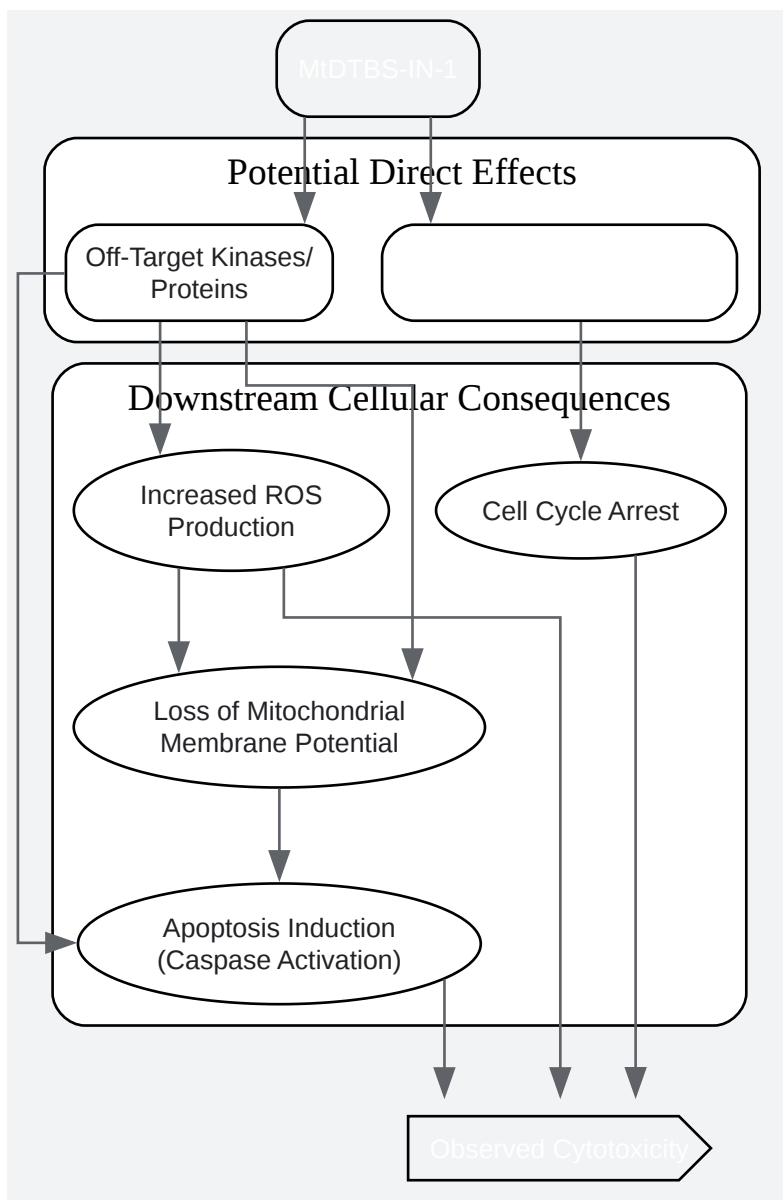 MtDTBS-IN-1
Potential Direct Effects
Off-Target Kinases/
Proteins
Downstream Cellular Consequences
Increased ROS
Production
Cell Cycle Arrest
Loss of Mitochondrial
Membrane Potential
Apoptosis Induction
(Caspase Activation)
Observed Cytotoxicity